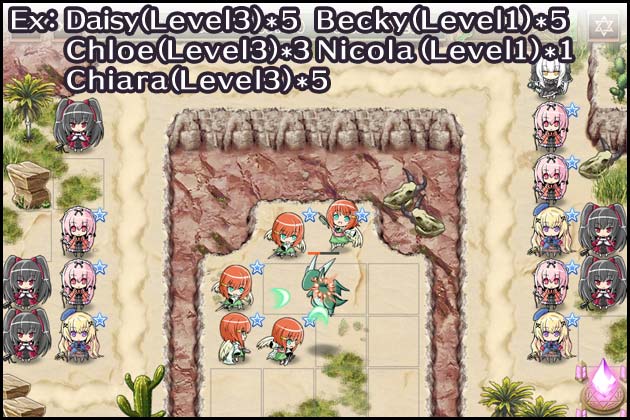 Ex: Daisy(Level3)*5 Becky(Level1)*5
Chloe(Level3)*3 Nicola (Level1)*1
Chiara(Level3)*5